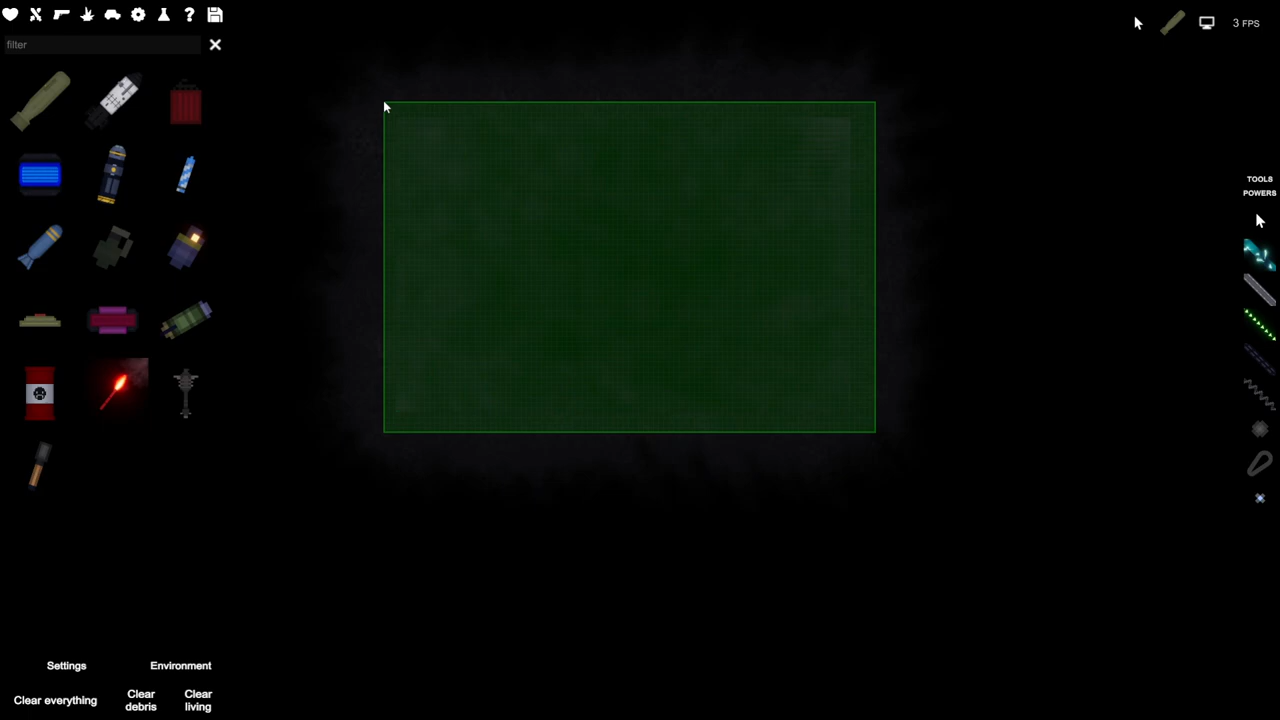 filter
3 FPS
TOOLS
POWERS
Settings
Environment
Clear everything
Clear
debris
Clear
living